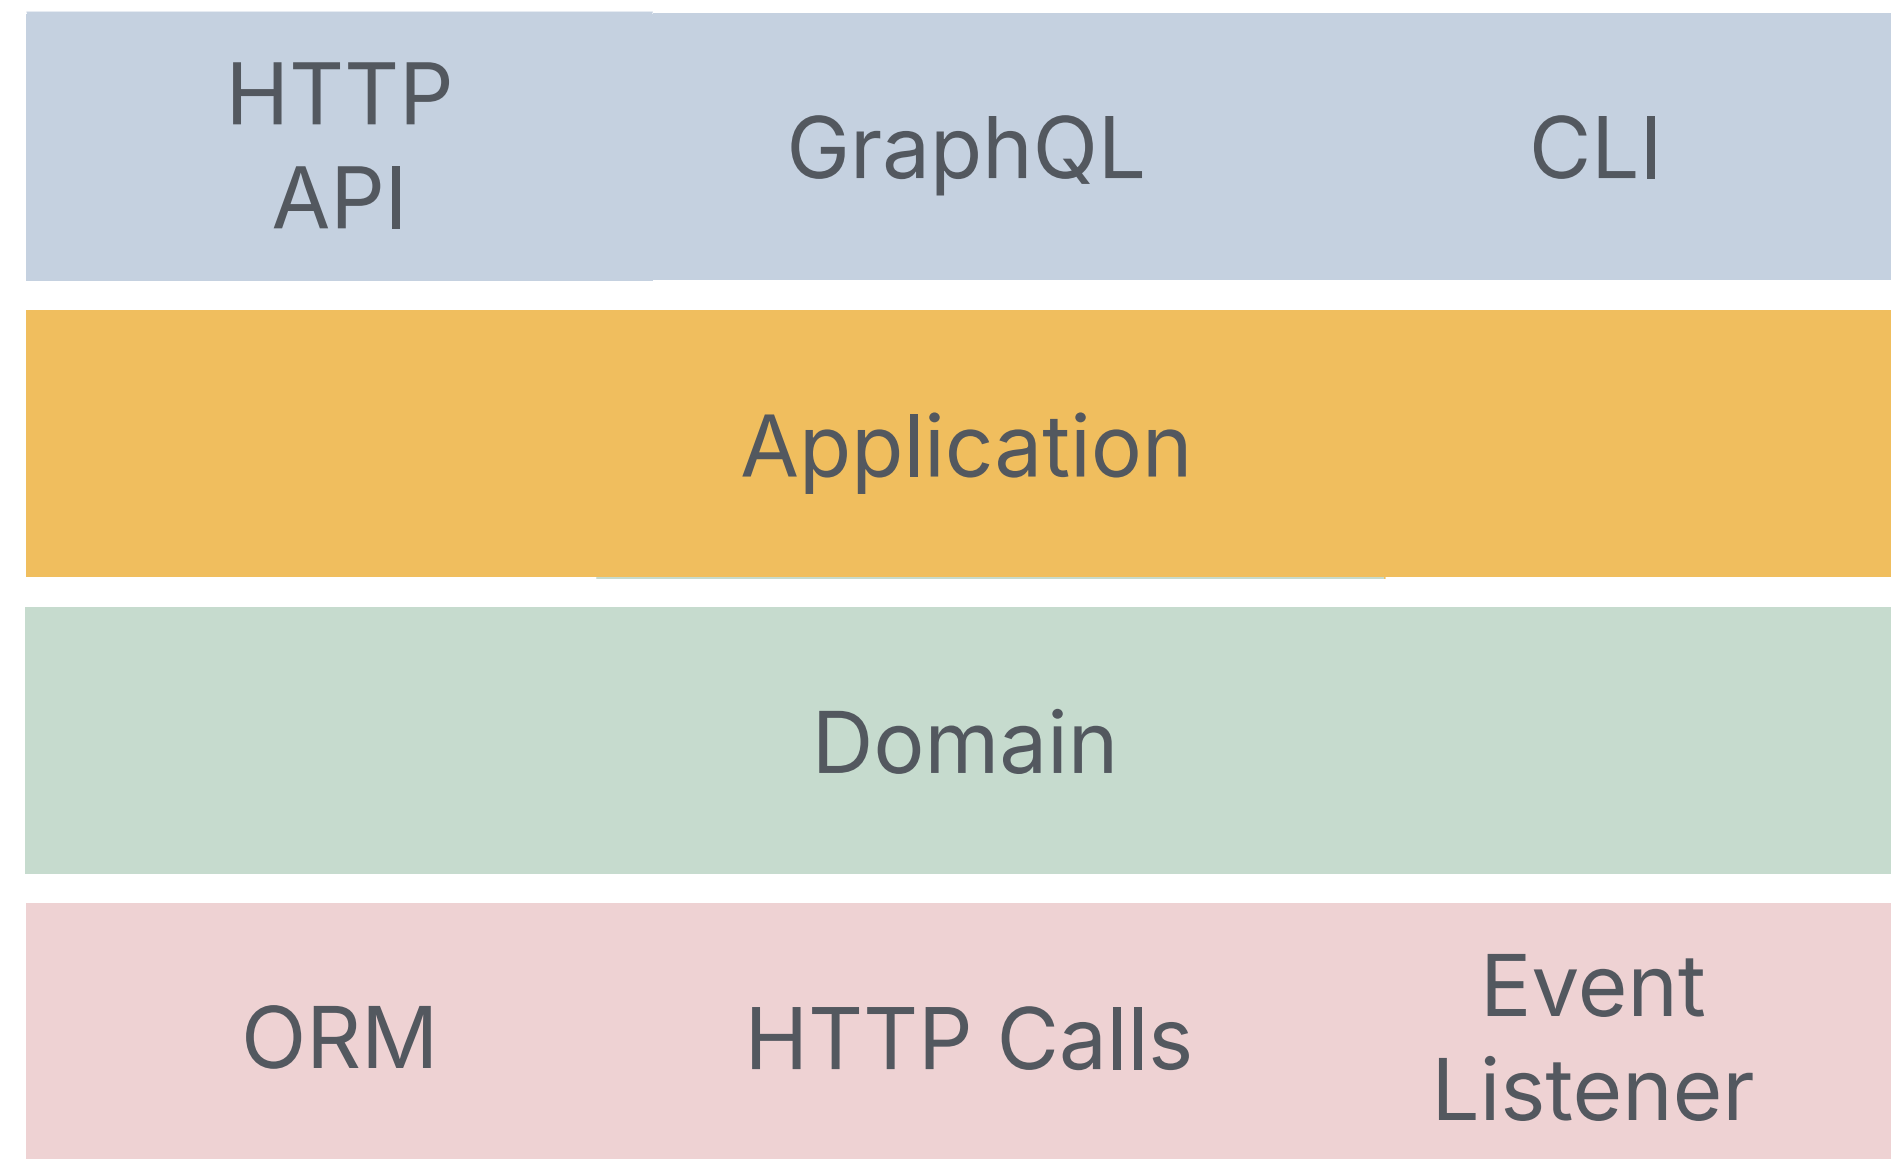 HTTP
API
GraphQL
CLI
Application
Domain
ORM
HTTP Calls
Event
Listener